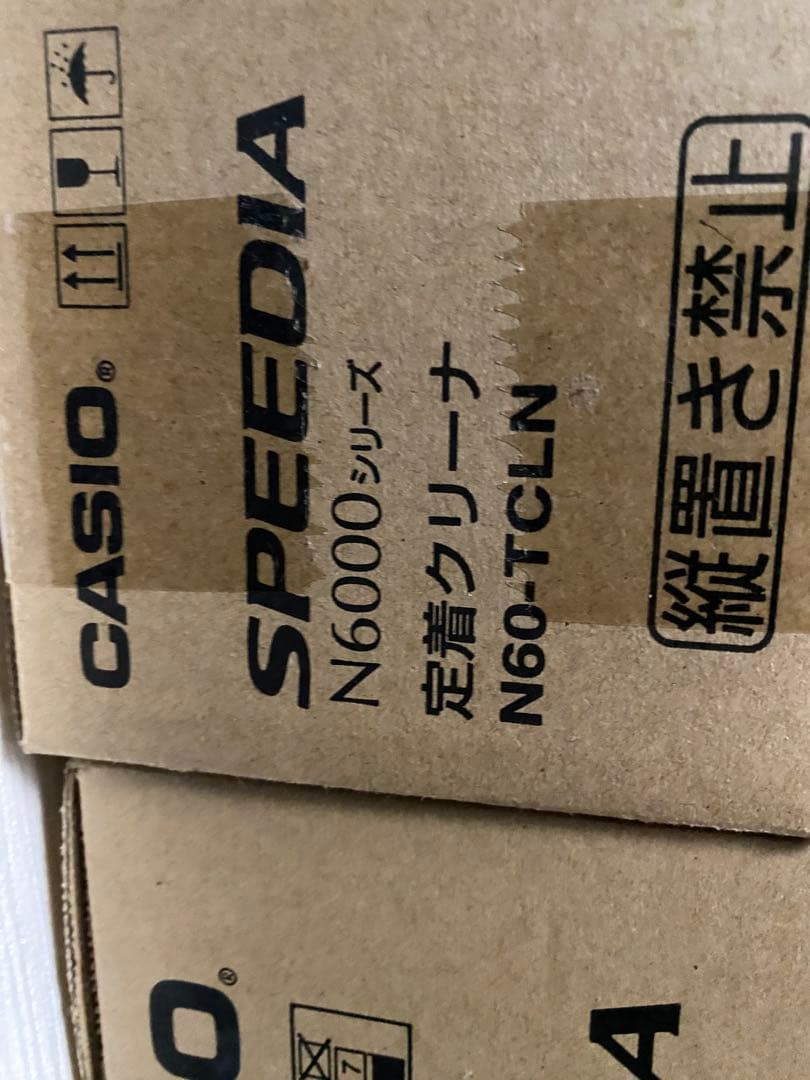 CASIO®
SPEEDIA
N6000シリーズ
定着クリーナ
N60-TCLN
縦置き禁止
O®
7
A